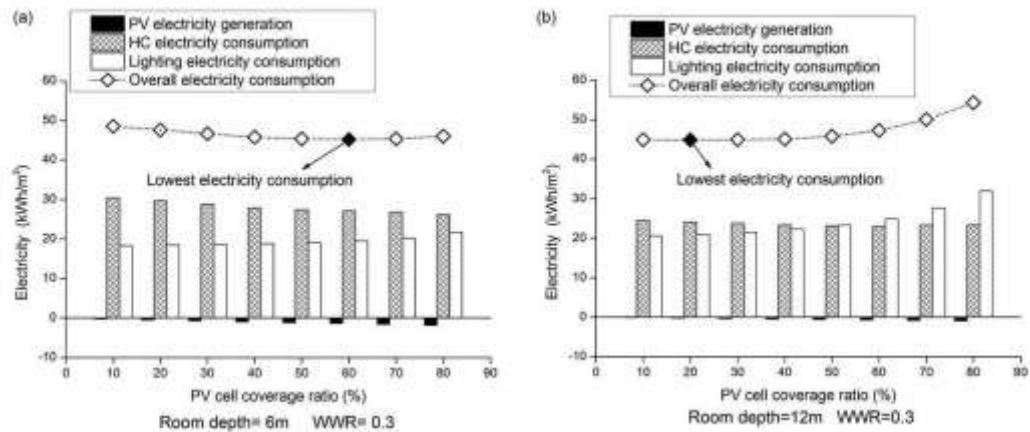 (a)
PV electricity generation
HC electricity consumption
Lighting electricity consumption
Overall electricity consumption
60
50
40
30
20
10
0
-10
Electricity (kWh/m²)
Lowest electricity consumption
0 10 20 30 40 50 60 70 80 90
PV cell coverage ratio (%)
Room depth= 6m WWR= 0.3
(b)
PV electricity generation
HC electricity consumption
Lighting electricity consumption
Overall electricity consumption
60
50
40
30
20
10
0
-10
Electricity (kWh/m²)
Lowest electricity consumption
0 10 20 30 40 50 60 70 80 90
PV cell coverage ratio (%)
Room depth=12m WWR=0.3